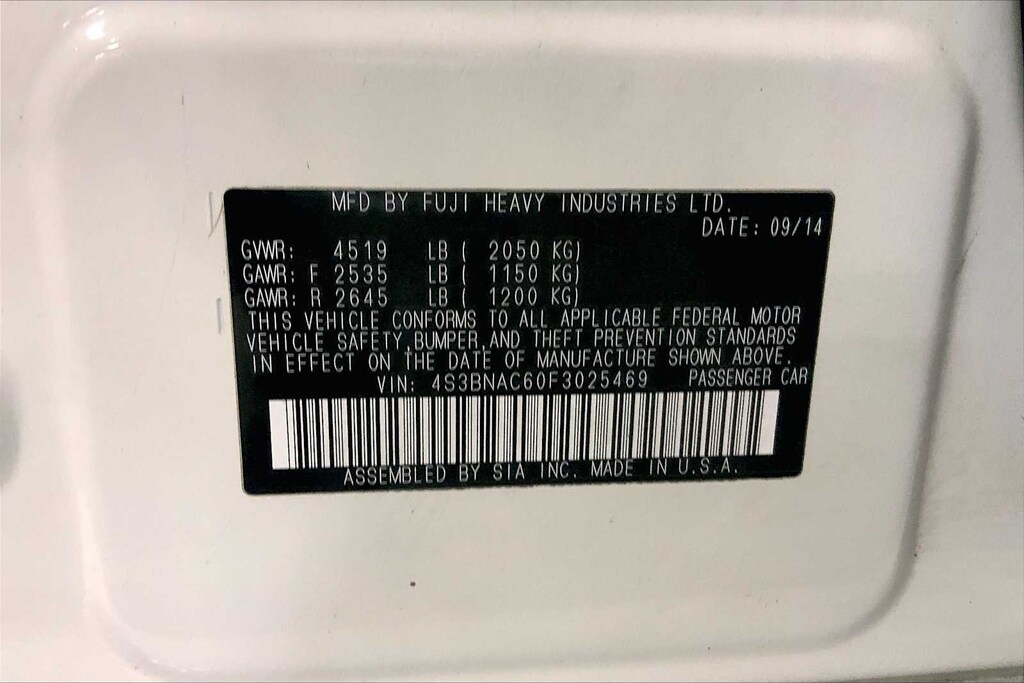 MFD BY FUJI HEAVY INDUSTRIES LTD.
DATE: 09/14
GVWR: 4519 LB ( 2050 KG)
GAWR: F 2535 LB ( 1150 KG)
GAWR: R 2645 LB ( 1200 KG)
THIS VEHICLE CONFORMS TO ALL APPLICABLE FEDERAL MOTOR
VEHICLE SAFETY,BUMPER,AND THEFT PREVENTION STANDARDS
IN EFFECT ON THE DATE OF MANUFACTURE SHOWN ABOVE.
VIN: 4S3BNAC60F3025469 PASSENGER CAR
ASSEMBLED BY SIA INC. MADE IN U.S.A.